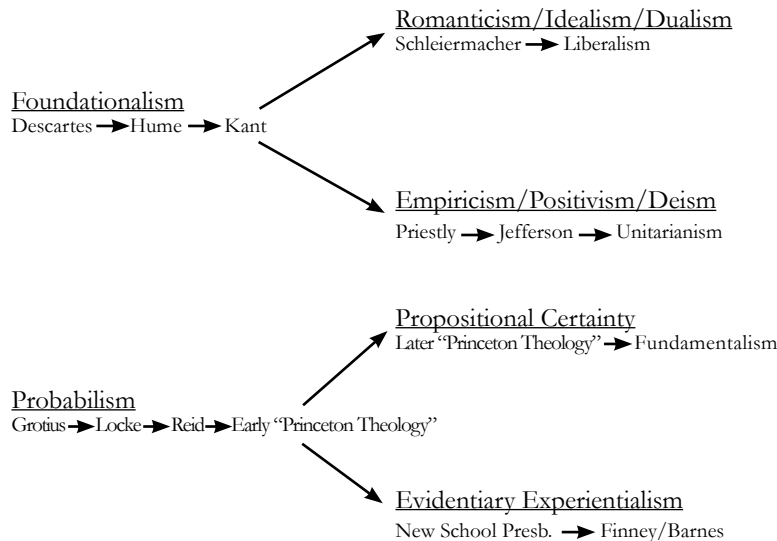 Romanticism/Idealism/Dualism
Schleiermacher Liberalism
Foundationalism
Descartes Hume Kant
Empiricism/Positivism/Deism
Priestly Jefferson Unitarianism
Propositional Certainty
Later “Princeton Theology” Fundamentalism
Probabilism
Grotius Locke Reid Early “Princeton Theology”
Evidentiary Experientialism
New School Presb. Finney/Barnes